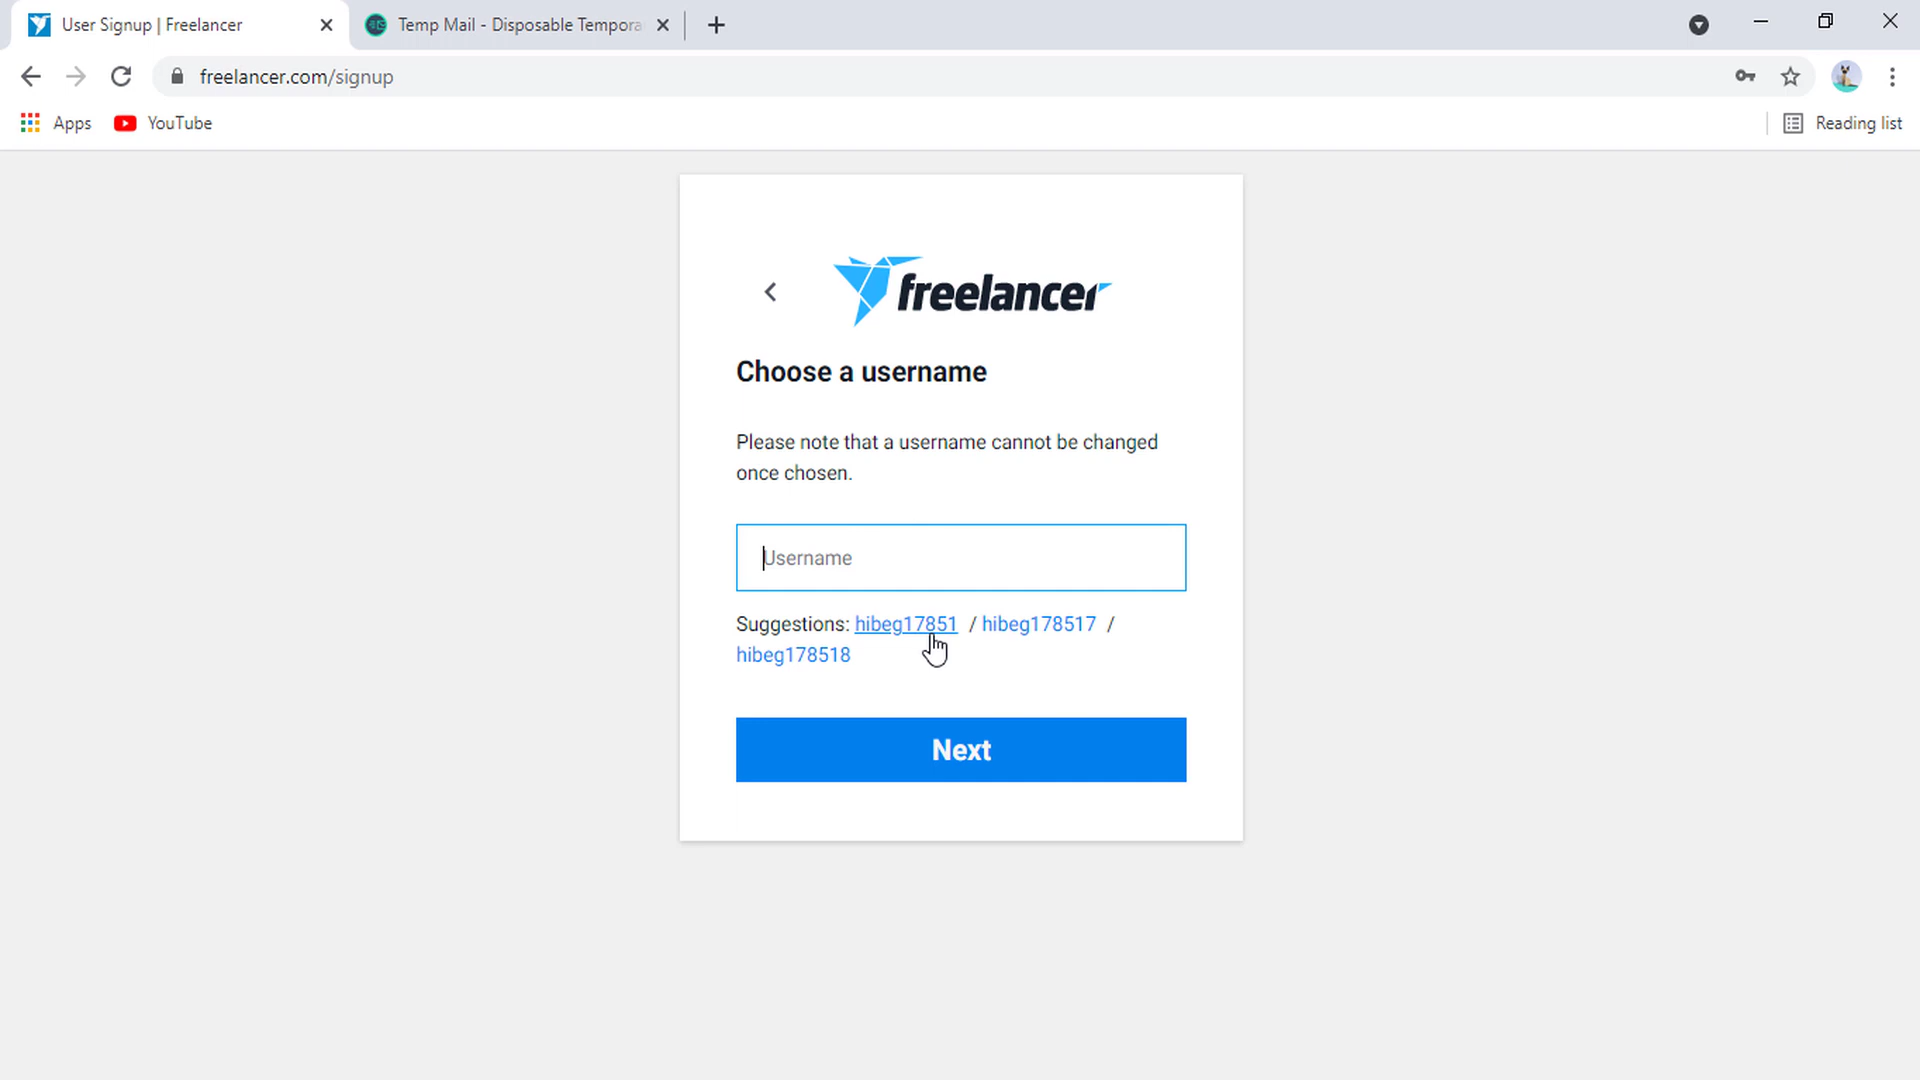 User Signup | Freelancer
Temp Mail - Disposable Tempora
freelancer.com/signup
Apps
YouTube
Reading list
freelancer
Choose a username
Please note that a username cannot be changed
once chosen.
Username
Suggestions: hibeg17851 / hibeg178517 /
hibeg178518
Next